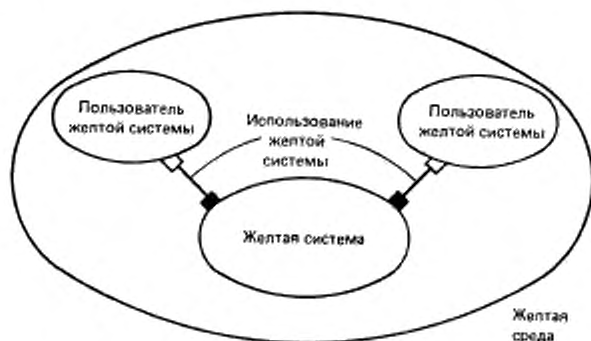 Пользователь
желтой системы
Использование
желтой
системы
Пользователь
желтой системы
Желтая система
Желтая
среда